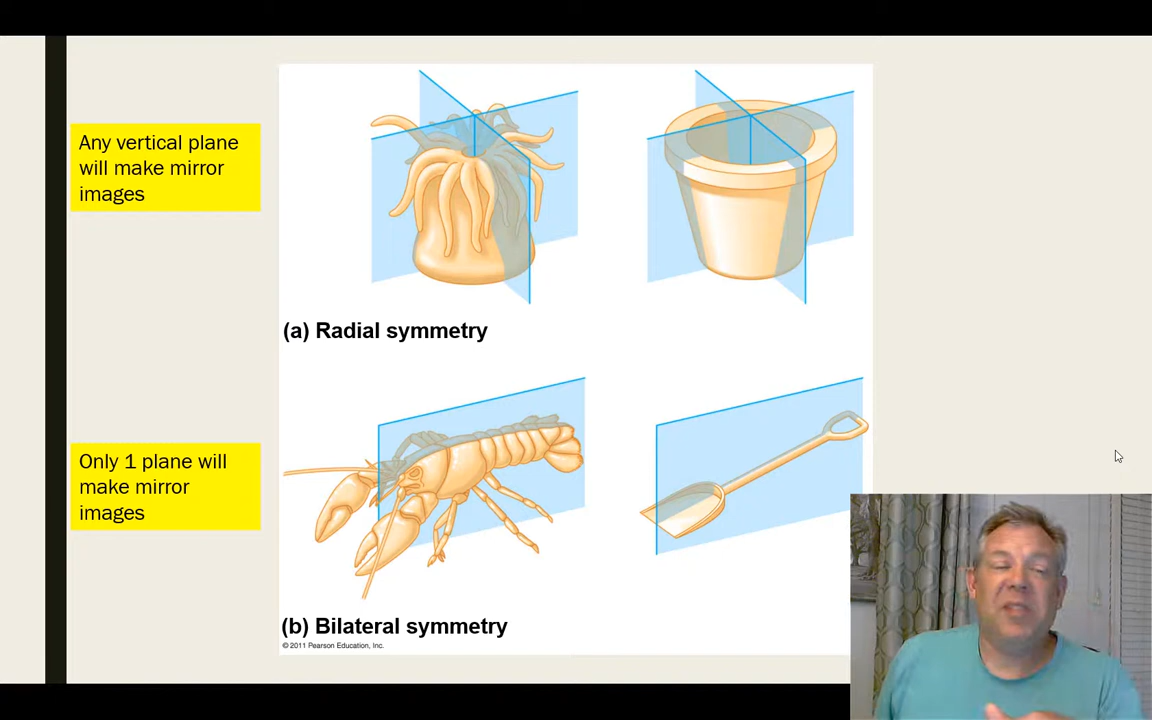 Any vertical plane
will make mirror
images
(a) Radial symmetry
Only 1 plane will
make mirror
images
(b) Bilateral symmetry
© 2011 Pearson Education, Inc.